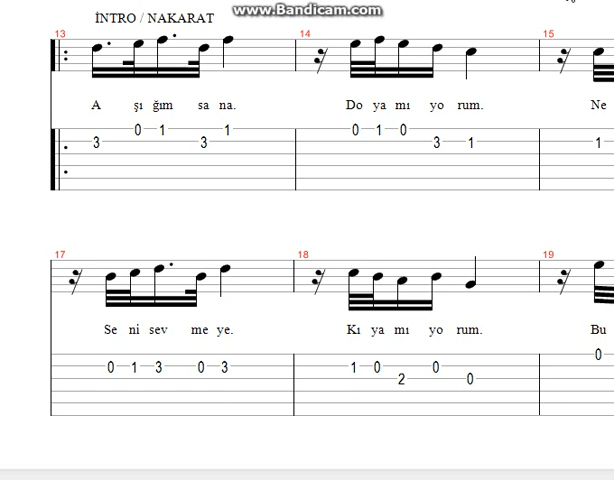 www.Bandicam.com
İNTRO / NAKARAT
13 14 15
A şı ğım sa na. Do ya mı yo rum. Ne
0 1 1 0 1 0
3 3 3 1 1
17 18 19
Se ni sev me ye. Kı ya mı yo rum. Bu
0
0 1 3 0 3 1 0 0
2 0